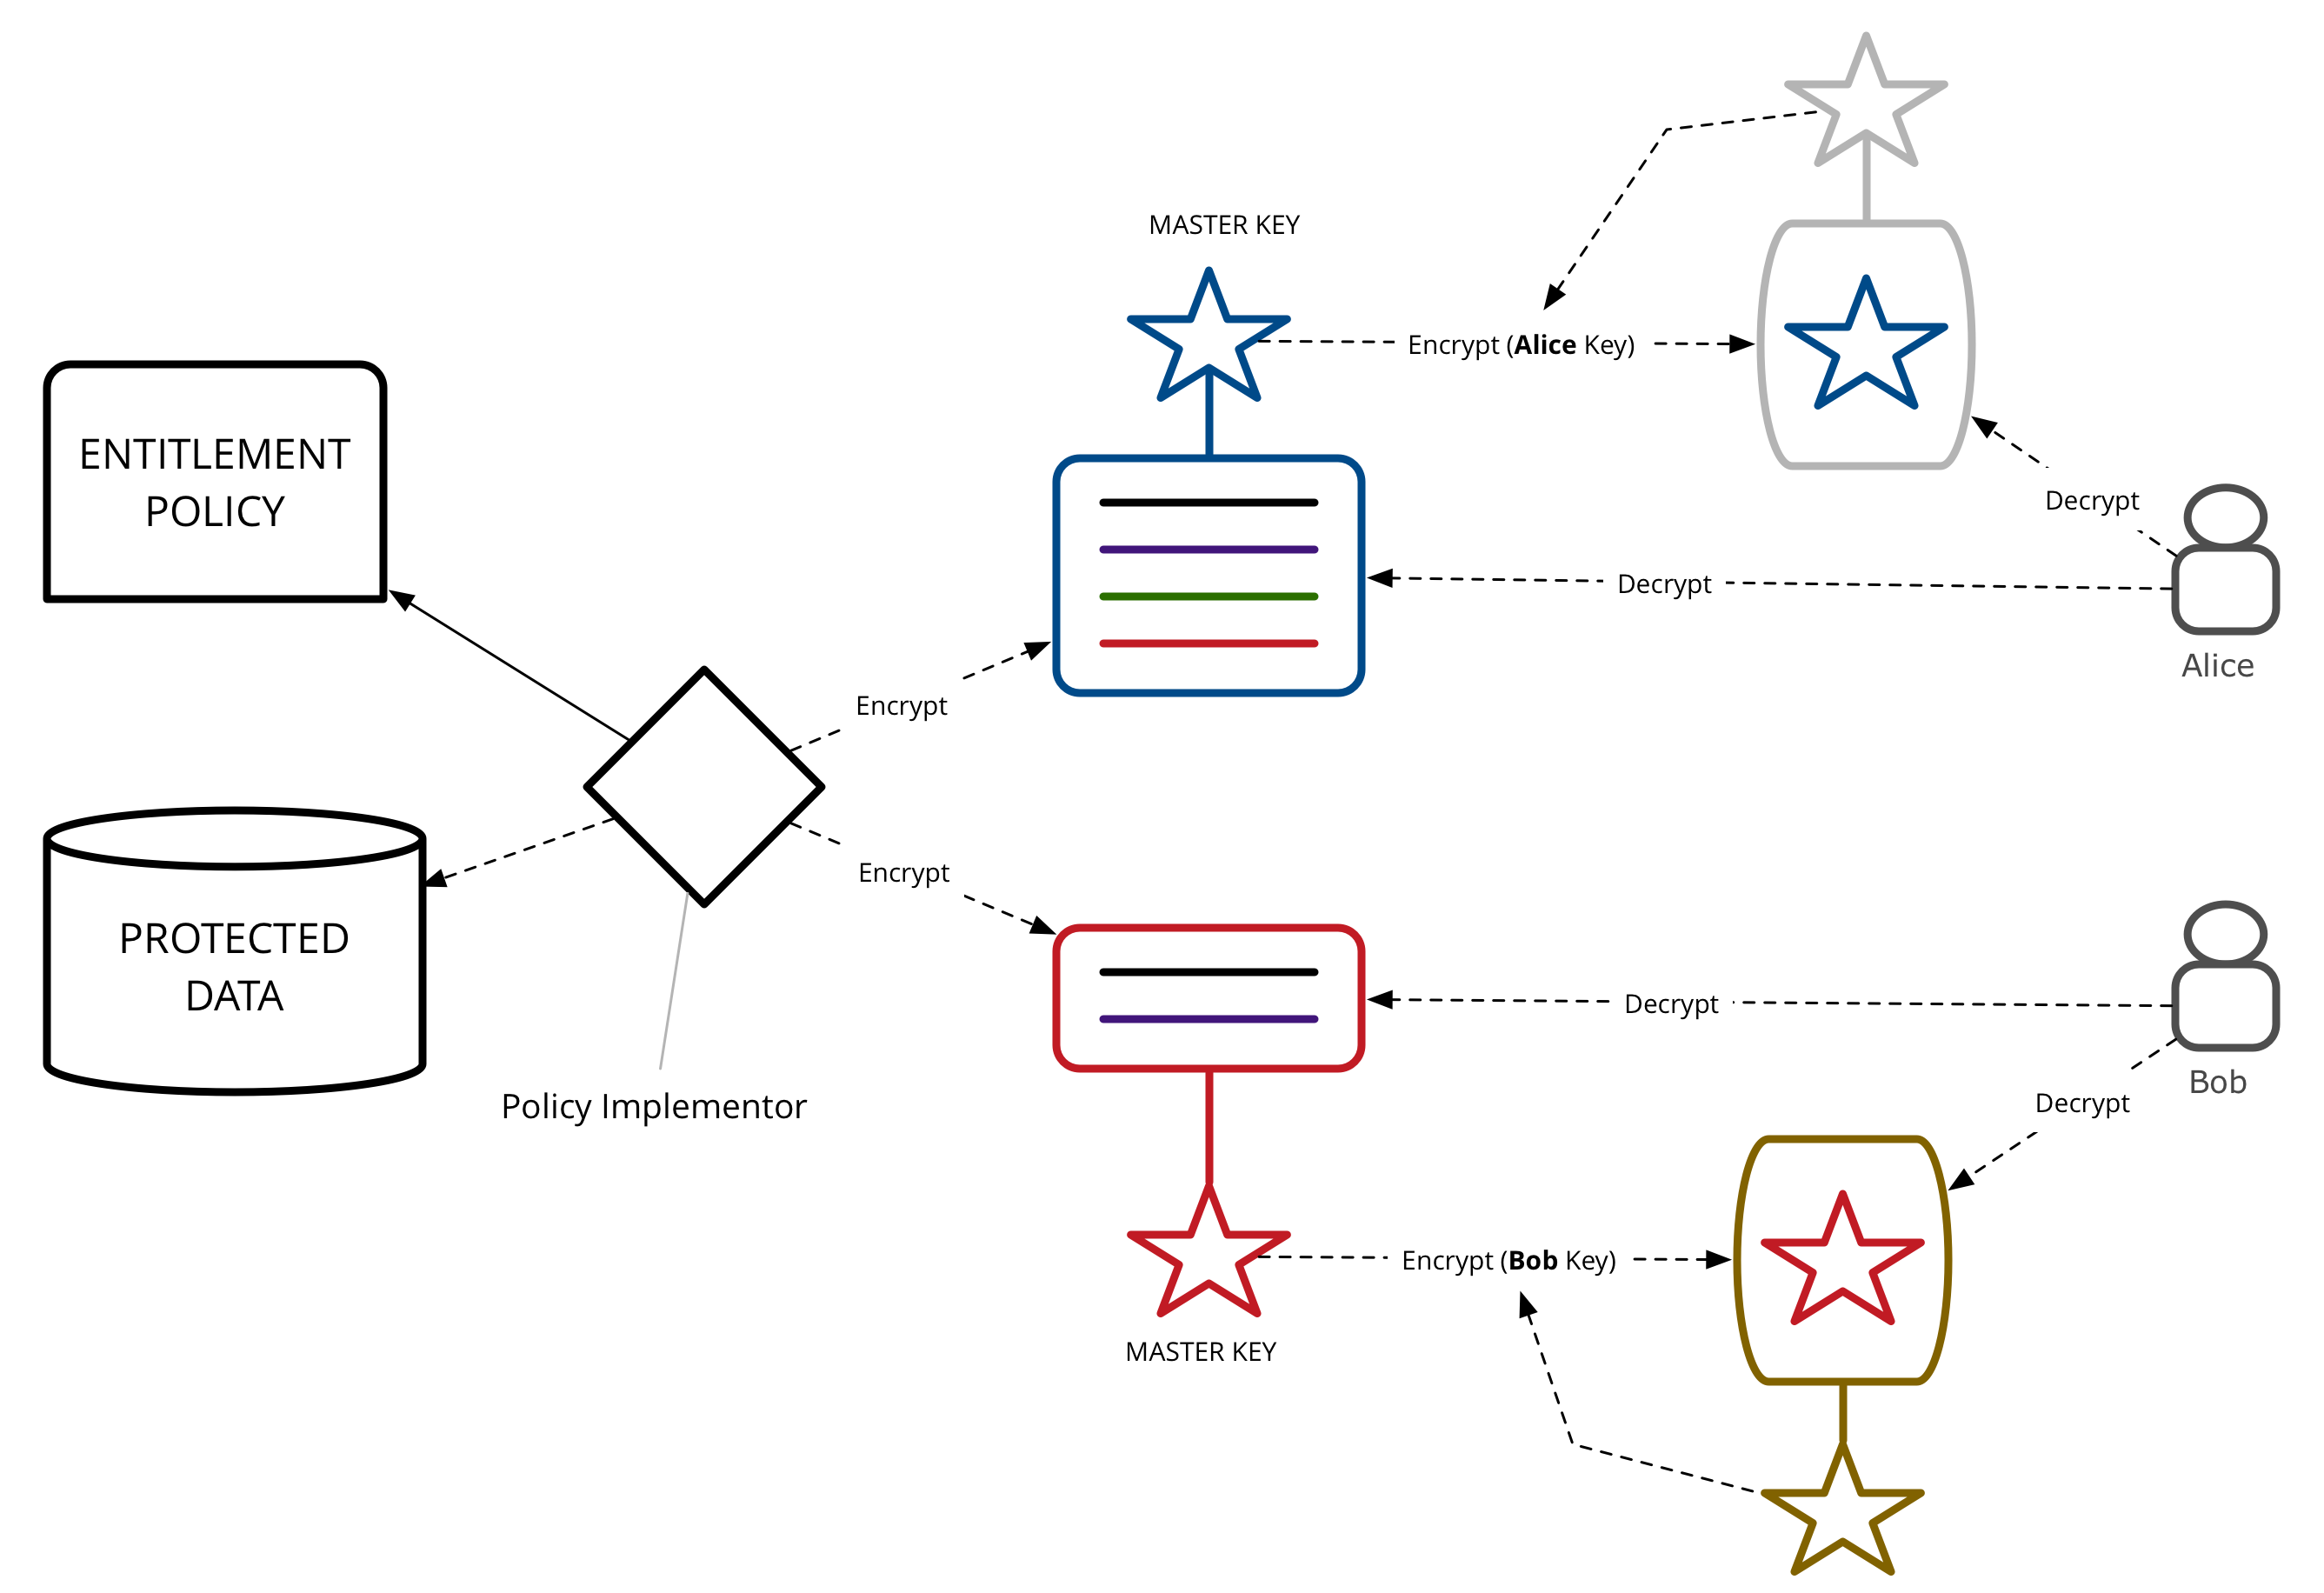 MASTER KEY
Encrypt (Alice Key)
ENTITLEMENT
POLICY
Decrypt
Decrypt
Alice
Encrypt
Encrypt
PROTECTED
DATA
Policy Implementor
Decrypt
Bob
Decrypt
Encrypt (Bob Key)
MASTER KEY